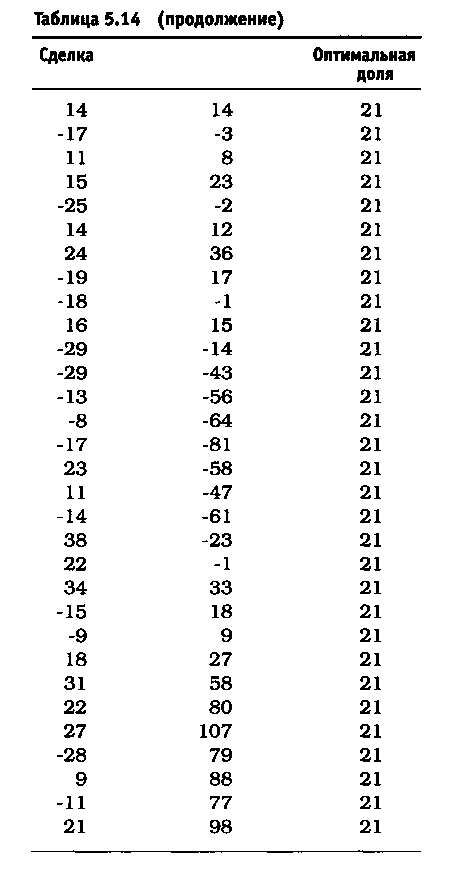 Таблица 5.14 (продолжение)
Сделка Оптимальная
доля
14 14 21
-17 -3 21
11 8 21
15 23 21
-25 -2 21
14 12 21
24 36 21
-19 17 21
-18 -1 21
16 15 21
-29 -14 21
-29 -43 21
-13 -56 21
-8 -64 21
-17 -81 21
23 -58 21
11 -47 21
-14 -61 21
38 -23 21
22 -1 21
34 33 21
-15 18 21
-9 9 21
18 27 21
31 58 21
22 80 21
27 107 21
-28 79 21
9 88 21
-11 77 21
21 98 21